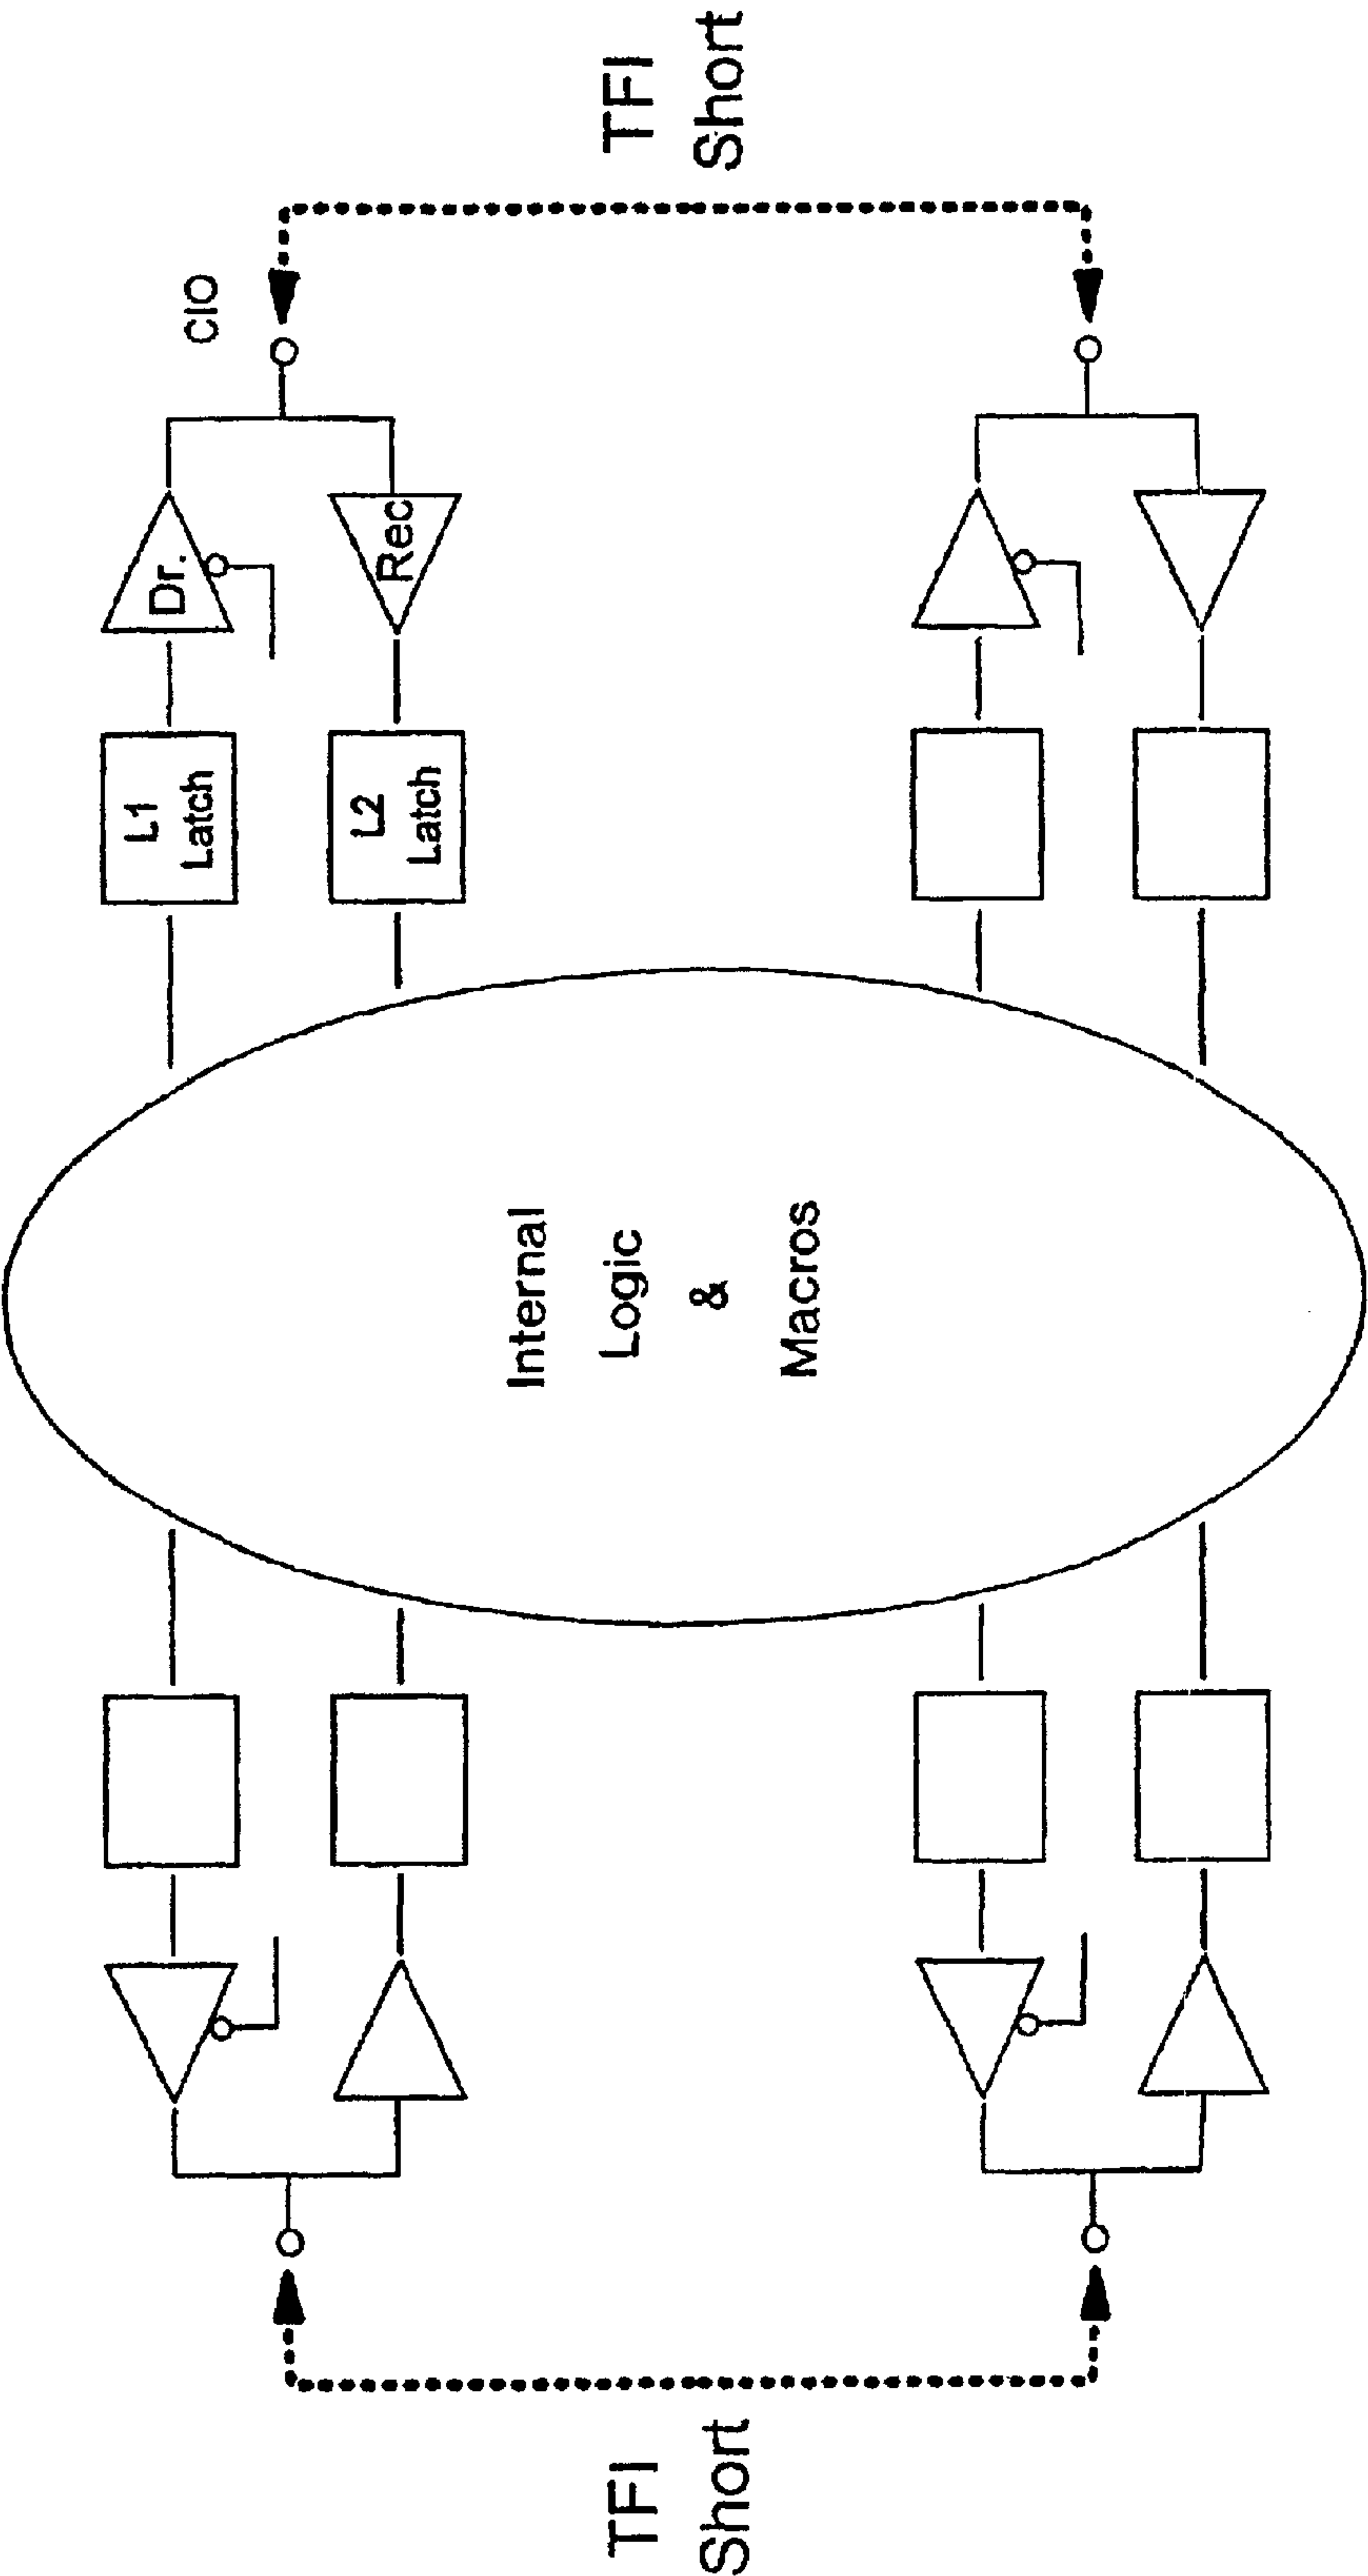 TFI
Short
CIO
Dr.
Rec
L1
Latch
L2
Latch
Internal
Logic
&
Macros
TFI
Short